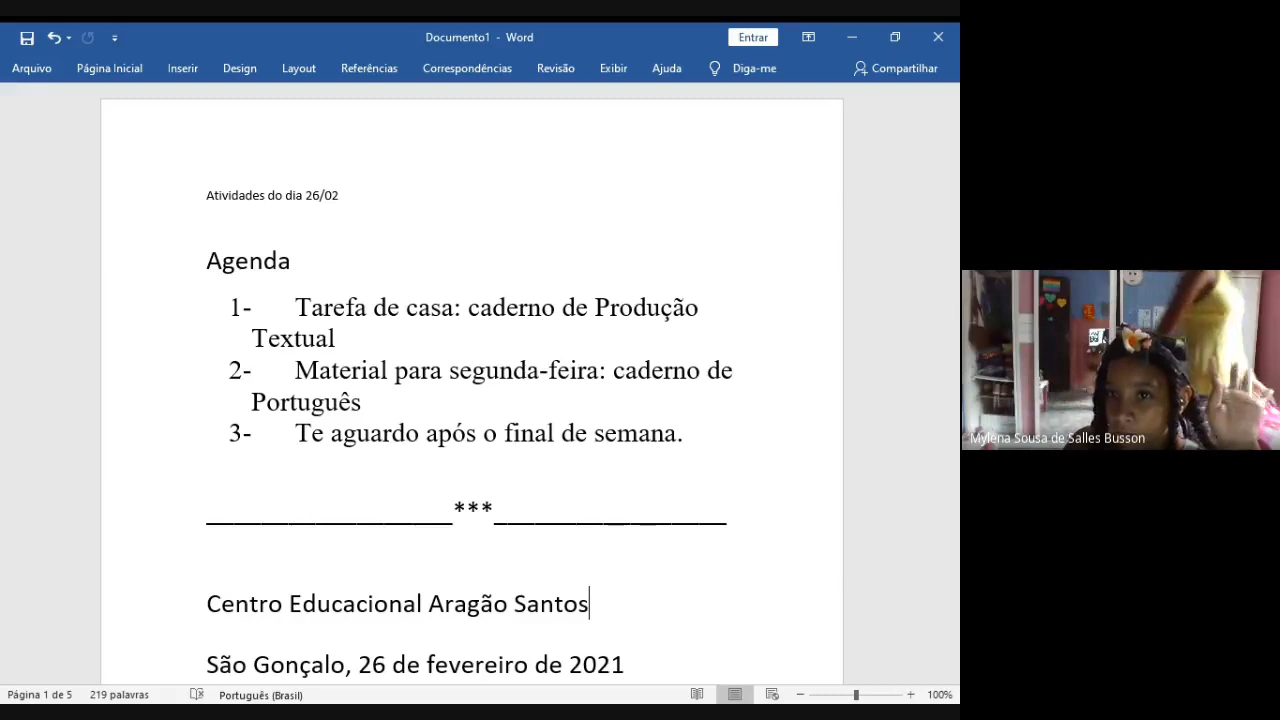 Documento1 - Word
Entrar
Arquivo Página Inicial Inserir Design Layout Referências Correspondências Revisão Exibir Ajuda Diga-me Compartilhar
Atividades do dia 26/02
Agenda
1- Tarefa de casa: caderno de Produção
Textual
2- Material para segunda-feira: caderno de
Português
3- Te aguardo após o final de semana.
__________________***_________________
Centro Educacional Aragão Santos
São Gonçalo, 26 de fevereiro de 2021
Mylena Sousa de Salles Busson
Página 1 de 5 219 palavras Português (Brasil) 100%